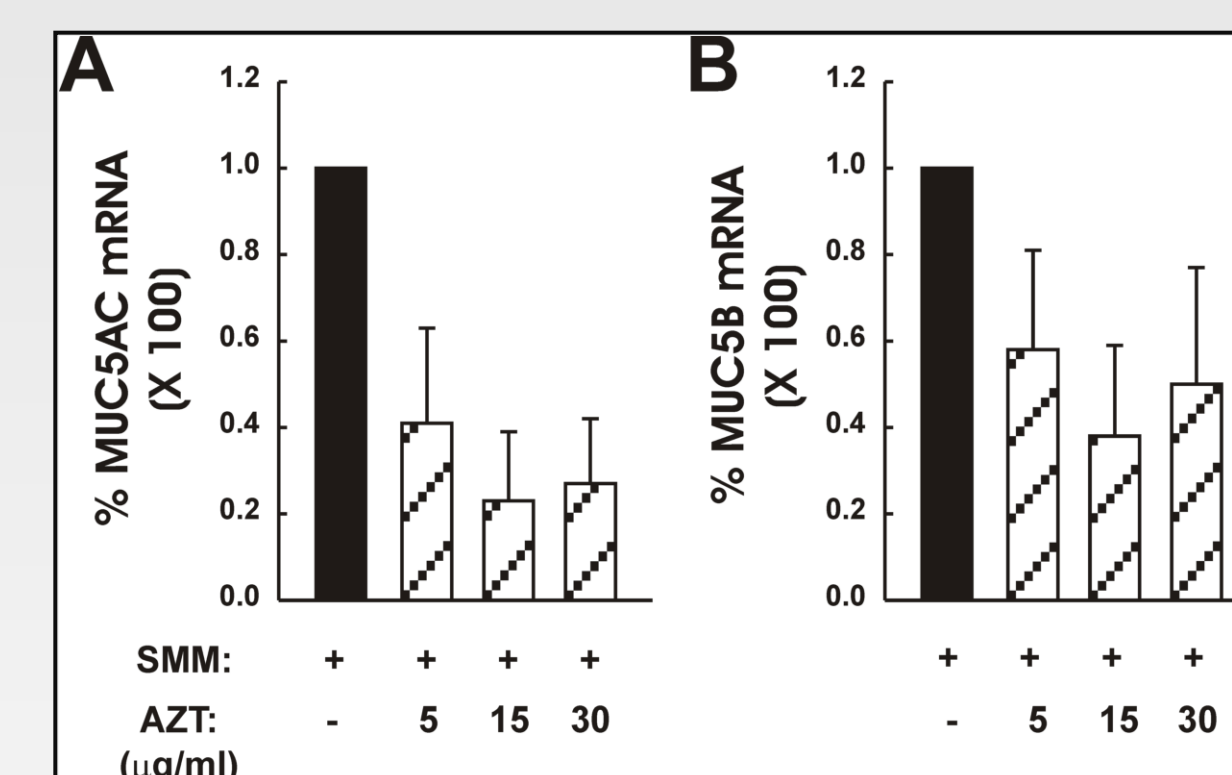 A
% MUC5AC mRNA
(X 100)
1.2
1.0
0.8
0.6
0.4
0.2
0.0
SMM: + + + +
AZT: - 5 15 30
(µg/ml)
B
% MUC5B mRNA
(X 100)
1.2
1.0
0.8
0.6
0.4
0.2
0.0
+ + + +
- 5 15 30